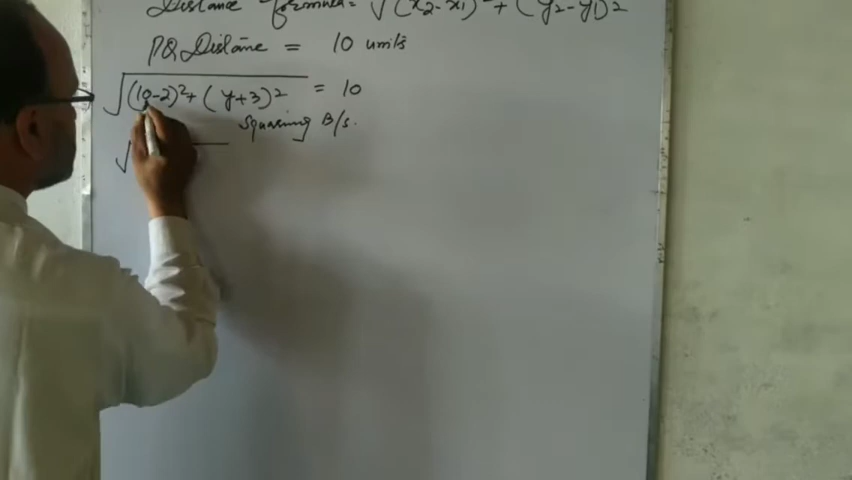 Distance formula = √(x2-x1)² + (y2-y1)2
PQ Distance = 10 units
√(10-2)²+(y+3)² = 10
Squaring B/s.
√